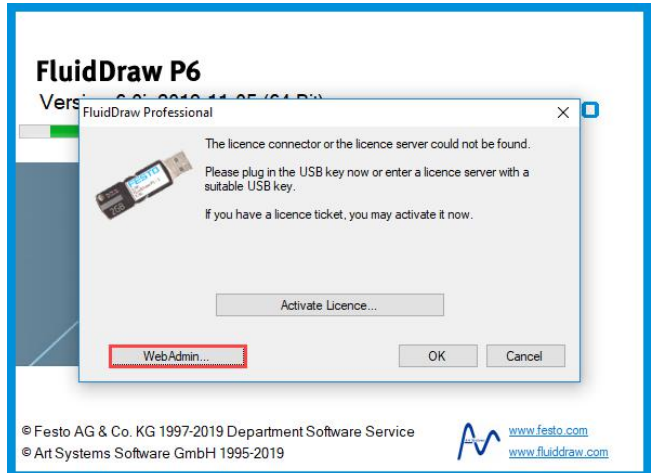 FluidDraw P6
FluidDraw Professional
The licence connector or the licence server could not be found.
Please plug in the USB key now or enter a licence server with a
suitable USB key.
If you have a licence ticket, you may activate it now.
FESTO
2GB
Activate Licence...
WebAdmin...
OK
Cancel
© Festo AG & Co. KG 1997-2019 Department Software Service
www.festo.com
© Art Systems Software GmbH 1995-2019
www.fluiddraw.com